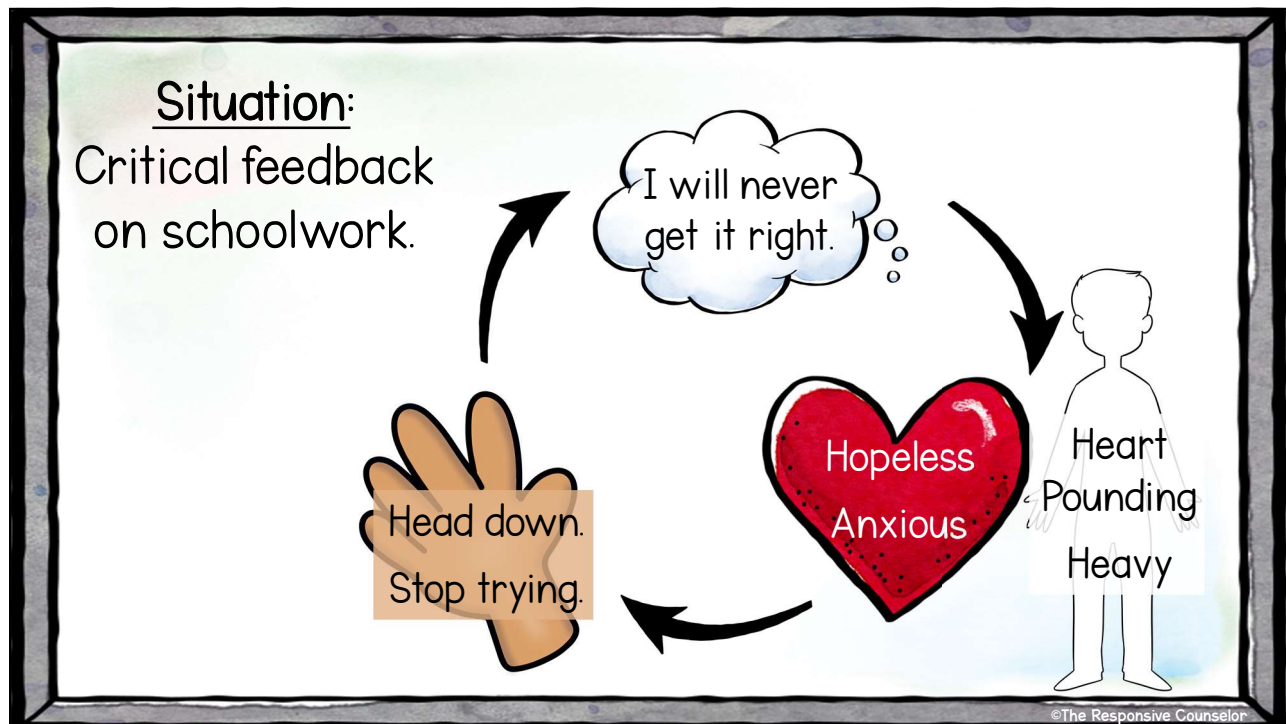 Situation:
Critical feedback
on schoolwork.
I will never
get it right.
Hopeless
Anxious
Heart
Pounding
Heavy
Head down.
Stop trying.
©The Responsive Counselor